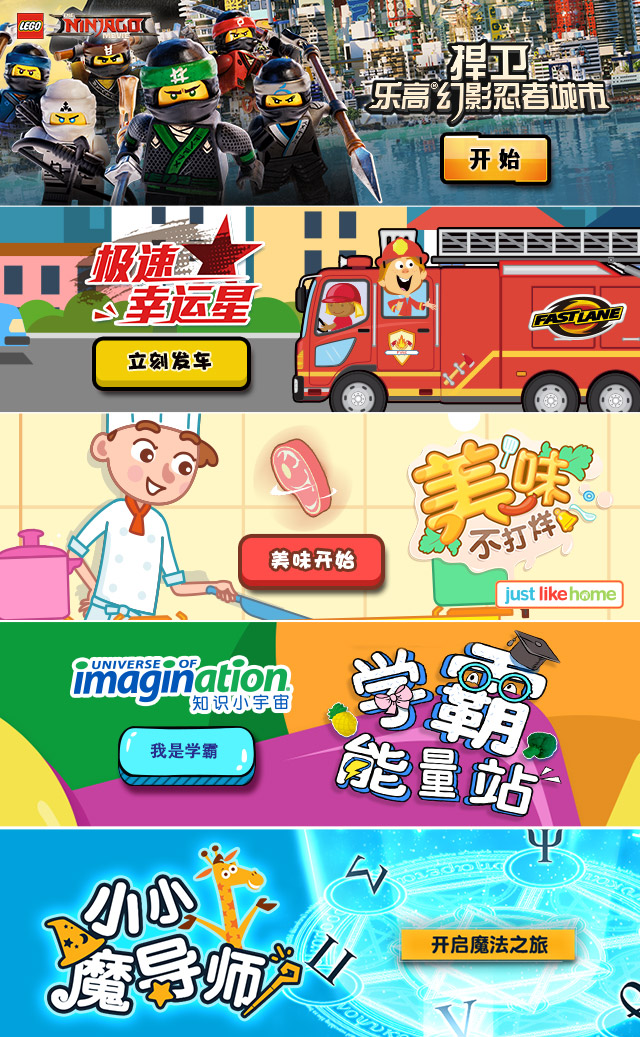 LEGO
THE LEGO
NINJAGO
MOVIE
捍卫
乐高®幻影忍者城市
开始
极速
幸运星
立刻发车
FAST LANE
美味
不打烊
美味开始
just like home
UNIVERSE OF
imagination
知识小宇宙
我是学霸
学霸
能量站
小小
魔导师
开启魔法之旅
Σ
Ψ
II
V